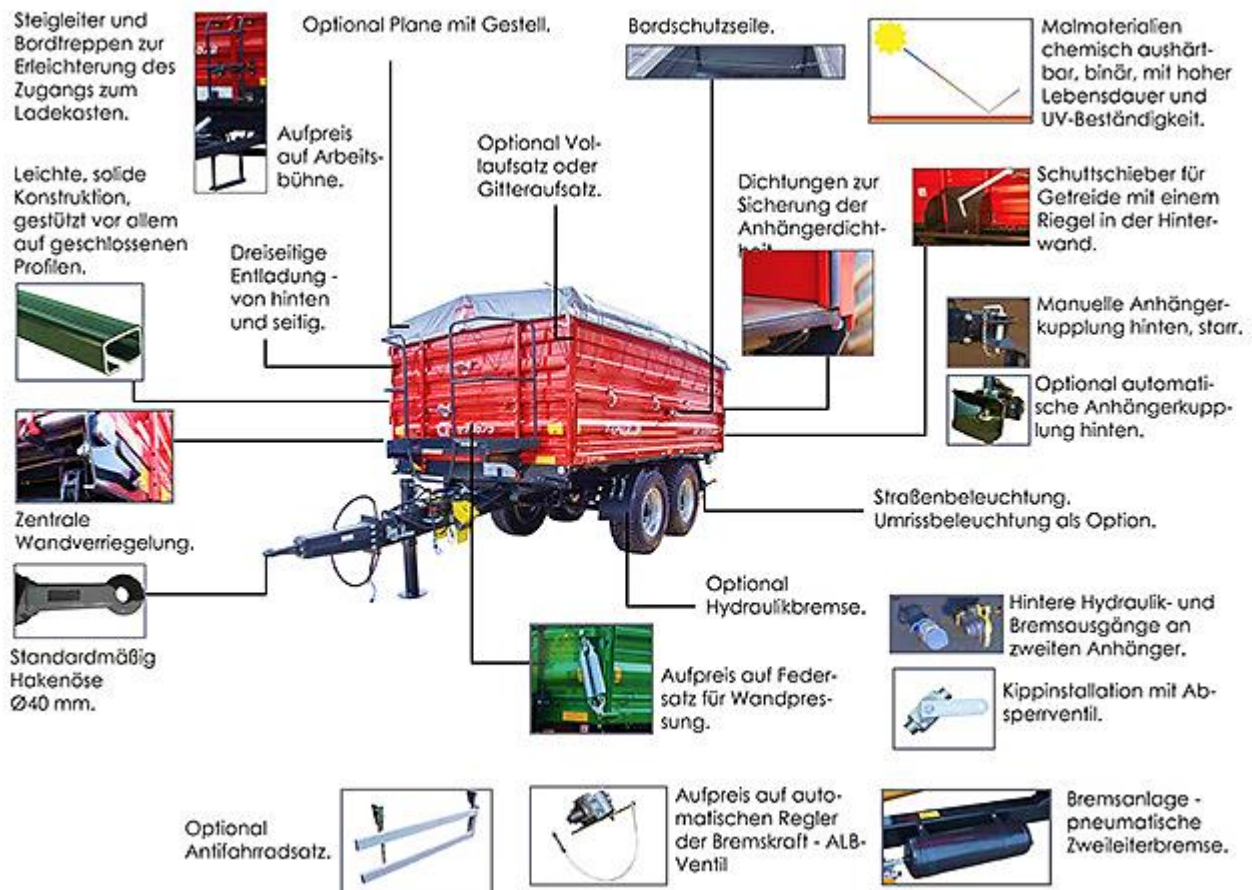 Steigleiter und
Bordtreppen zur
Erleichterung des
Zugangs zum
Ladekasten.
Aufpreis
auf Arbeits-
bühne.
Optional Plane mit Gestell.
Bordschutzseile.
Malmaterialien
chemisch aushärt-
bar, binär, mit hoher
Lebensdauer und
UV-Beständigkeit.
Leichte, solide
Konstruktion,
gestützt vor allem
auf geschlossenen
Profilen.
Dreiseitige
Entladung -
von hinten
und seitig.
Optional Vol-
laufsatz oder
Gitteraufsatz.
Dichtungen zur
Sicherung der
Anhängerdicht-
heit.
Schuttschieber für
Getreide mit einem
Riegel in der Hinter-
wand.
Manuelle Anhänger-
kupplung hinten, starr.
Optional automati-
sche Anhängerkupp-
lung hinten.
Zentrale
Wandverriegelung.
Straßenbeleuchtung.
Umrissbeleuchtung als Option.
Standardmäßig
Hakenöse
Ø40 mm.
Optional
Hydraulikbremse.
Aufpreis auf Feder-
satz für Wandpres-
sung.
Hintere Hydraulik- und
Bremsausgänge an
zweiten Anhänger.
Kippinstallation mit Ab-
sperrventil.
Optional
Antifahrradsatz.
Aufpreis auf auto-
matischen Regler
der Bremskraft - ALB-
Ventil
Bremsanlage -
pneumatische
Zweileiterbremse.